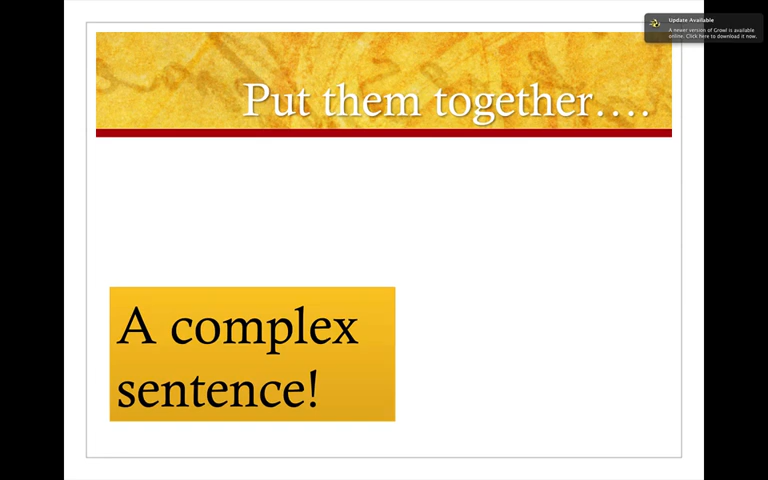 Put them together....
A complex
sentence!
Update Available
A newer version of Growl is available
online. Click here to download it now.